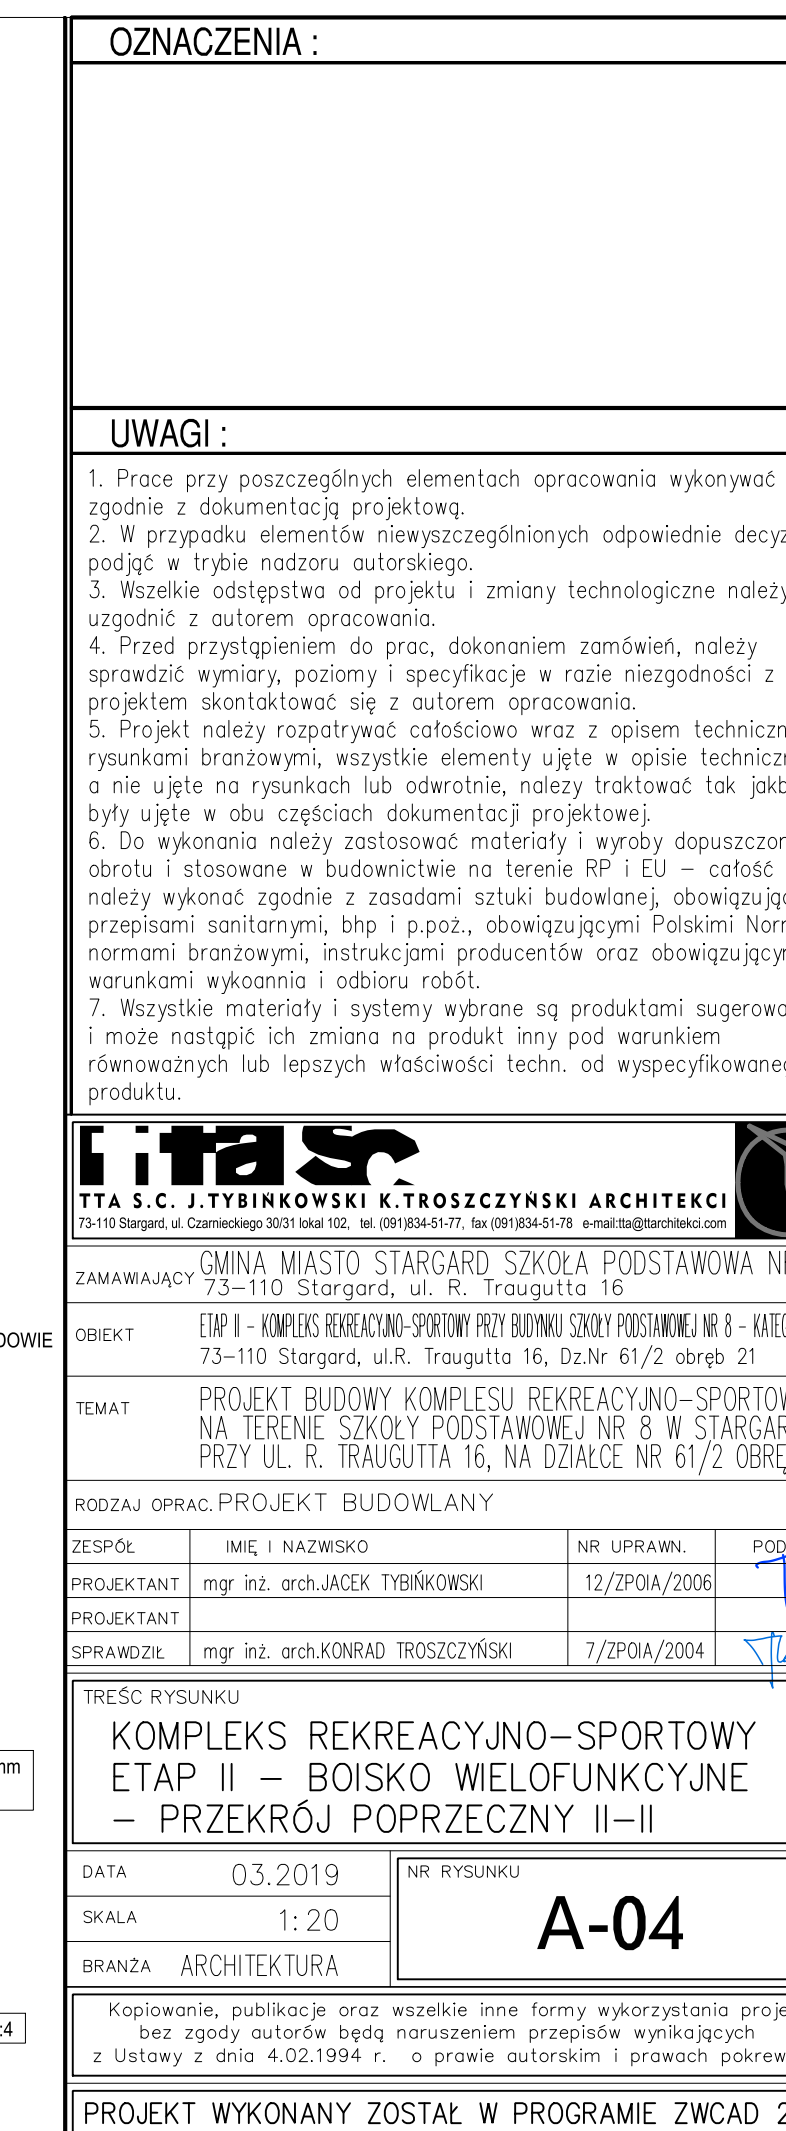 OZNACZENIA :
UWAGI :
1. Prace przy poszczególnych elementach opracowania wykonywać
zgodnie z dokumentacją projektową.
2. W przypadku elementów niewyszczególnionych odpowiednie decyz
podjąć w trybie nadzoru autorskiego.
3. Wszelkie odstępstwa od projektu i zmiany technologiczne należy
uzgodnić z autorem opracowania.
4. Przed przystąpieniem do prac, dokonaniem zamówień, należy
sprawdzić wymiary, poziomy i specyfikacje w razie niezgodności z
projektem skontaktować się z autorem opracowania.
5. Projekt należy rozpatrywać całościowo wraz z opisem techniczn
rysunkami branżowymi, wszystkie elementy ujęte w opisie techniczn
a nie ujęte na rysunkach lub odwrotnie, nalezy traktować tak jakb
były ujęte w obu częściach dokumentacji projektowej.
6. Do wykonania należy zastosować materiały i wyroby dopuszczon
obrotu i stosowane w budownictwie na terenie RP i EU – całość
należy wykonać zgodnie z zasadami sztuki budowlanej, obowiązując
przepisami sanitarnymi, bhp i p.poż., obowiązującymi Polskimi Norm
normami branżowymi, instrukcjami producentów oraz obowiązującym
warunkami wykoannia i odbioru robót.
7. Wszystkie materiały i systemy wybrane są produktami sugerowa
i może nastąpić ich zmiana na produkt inny pod warunkiem
równoważnych lub lepszych właściwości techn. od wyspecyfikowaneg
produktu.
tta sc
TTA S.C. J.TYBIŃKOWSKI K.TROSZCZYŃSKI ARCHITEKCI
73-110 Stargard, ul. Czarnieckiego 30/31 lokal 102, tel. (091)834-51-77, fax (091)834-51-78 e-mail:tta@ttarchitekci.com
ZAMAWIAJĄCY GMINA MIASTO STARGARD SZKOŁA PODSTAWOWA NR
73–110 Stargard, ul. R. Traugutta 16
DOWIE
OBIEKT ETAP II – KOMPLEKS REKREACYJNO–SPORTOWY PRZY BUDYNKU SZKOŁY PODSTAWOWEJ NR 8 – KATEG
73–110 Stargard, ul.R. Traugutta 16, Dz.Nr 61/2 obręb 21
TEMAT PROJEKT BUDOWY KOMPLESU REKREACYJNO–SPORTOW
NA TERENIE SZKOŁY PODSTAWOWEJ NR 8 W STARGAR
PRZY UL. R. TRAUGUTTA 16, NA DZIAŁCE NR 61/2 OBRĘ
RODZAJ OPRAC. PROJEKT BUDOWLANY
ZESPÓŁ IMIĘ I NAZWISKO NR UPRAWN. POD
PROJEKTANT mgr inż. arch.JACEK TYBIŃKOWSKI 12/ZPOIA/2006
PROJEKTANT
SPRAWDZIŁ mgr inż. arch.KONRAD TROSZCZYŃSKI 7/ZPOIA/2004
TREŚC RYSUNKU
KOMPLEKS REKREACYJNO–SPORTOWY
ETAP II – BOISKO WIELOFUNKCYJNE
– PRZEKRÓJ POPRZECZNY II–II
mm
DATA 03.2019
SKALA 1:20
BRANŻA ARCHITEKTURA
NR RYSUNKU
A-04
Kopiowanie, publikacje oraz wszelkie inne formy wykorzystania proje
bez zgody autorów będą naruszeniem przepisów wynikających
z Ustawy z dnia 4.02.1994 r. o prawie autorskim i prawach pokrew
:4
PROJEKT WYKONANY ZOSTAŁ W PROGRAMIE ZWCAD 2